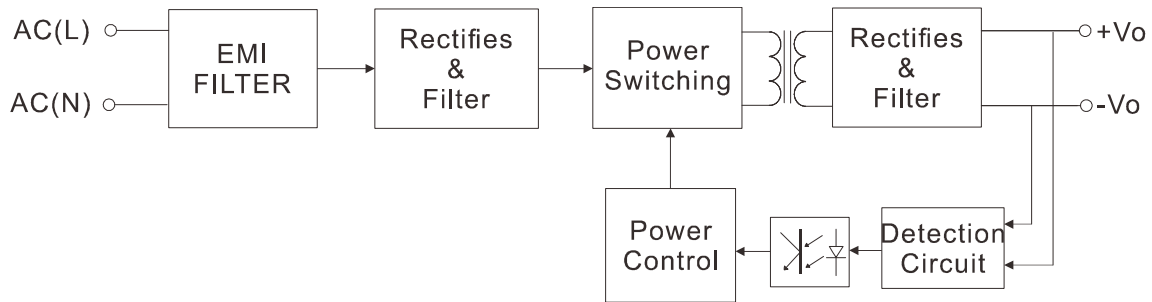 AC(L)
AC(N)
EMI
FILTER
Rectifies
&
Filter
Power
Switching
Rectifies
&
Filter
+Vo
-Vo
Power
Control
Detection
Circuit